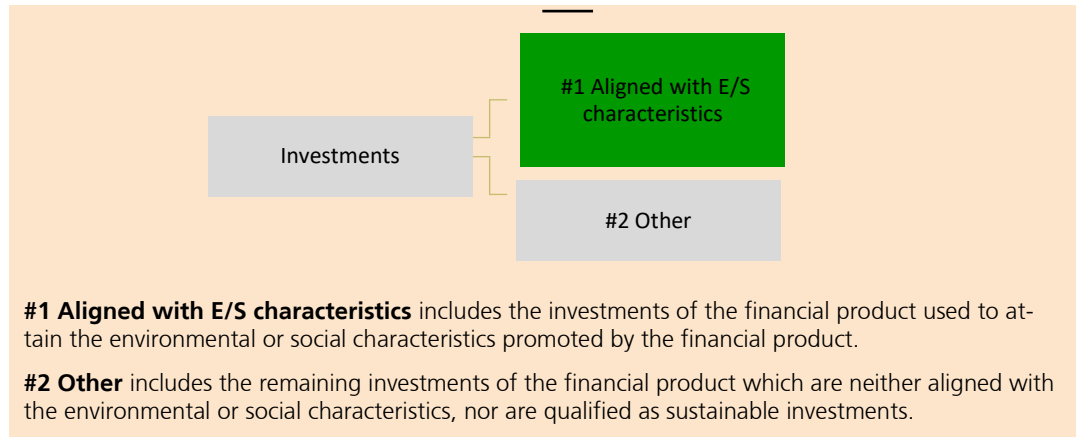 #1 Aligned with E/S
characteristics
Investments
#2 Other
#1 Aligned with E/S characteristics includes the investments of the financial product used to at-
tain the environmental or social characteristics promoted by the financial product.
#2 Other includes the remaining investments of the financial product which are neither aligned with
the environmental or social characteristics, nor are qualified as sustainable investments.